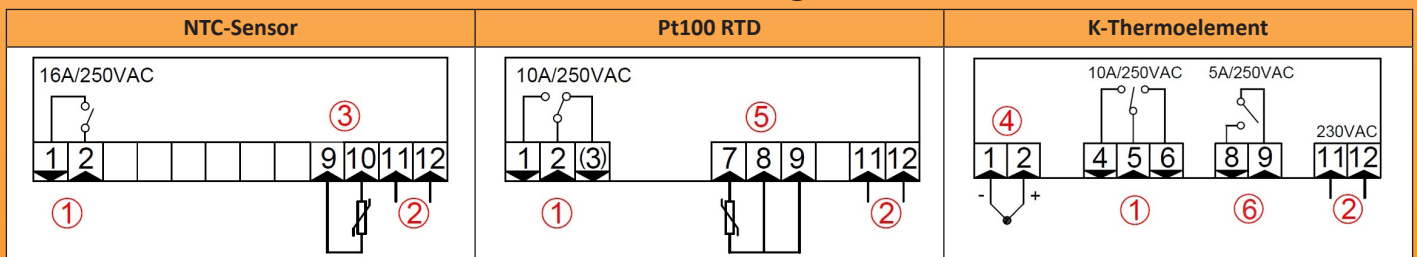 NTC-Sensor
16A/250VAC
③
1 2 9 10 11 12
① ②
Pt100 RTD
10A/250VAC
⑤
1 2 (3) 7 8 9 11 12
① ②
K-Thermoelement
10A/250VAC 5A/250VAC
④
230VAC
1 2 4 5 6 8 9 11 12
- +
① ⑥ ②